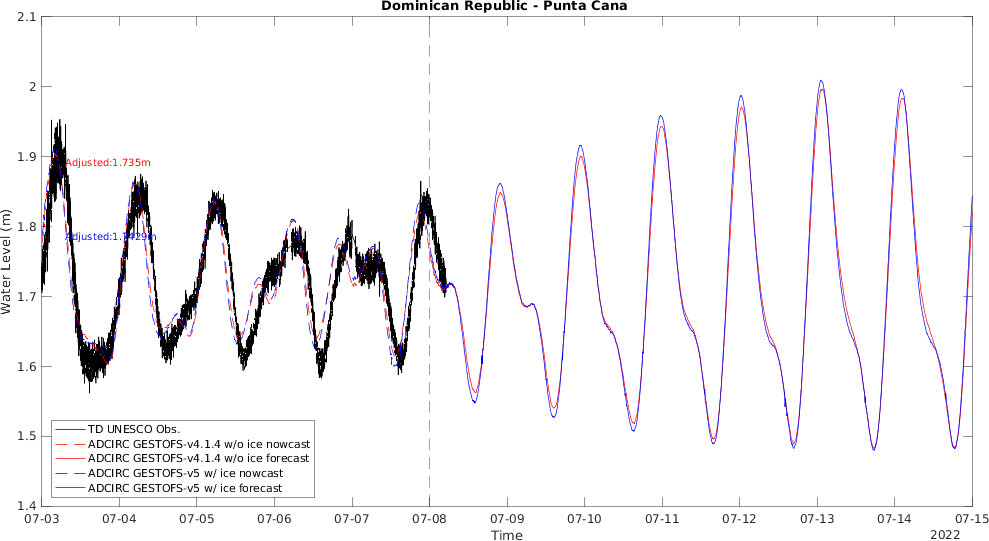 Dominican Republic - Punta Cana
2.1
2
1.9
1.8
1.7
1.6
1.5
1.4
Water Level (m)
Adjusted:1.735m
TD UNESCO Obs.
ADCIRC GESTOFS-v4.1.4 w/o ice nowcast
ADCIRC GESTOFS-v4.1.4 w/o ice forecast
ADCIRC GESTOFS-v5 w/ ice nowcast
ADCIRC GESTOFS-v5 w/ ice forecast
07-03 07-04 07-05 07-06 07-07 07-08 07-09 07-10 07-11 07-12 07-13 07-14 07-15
Time
2022